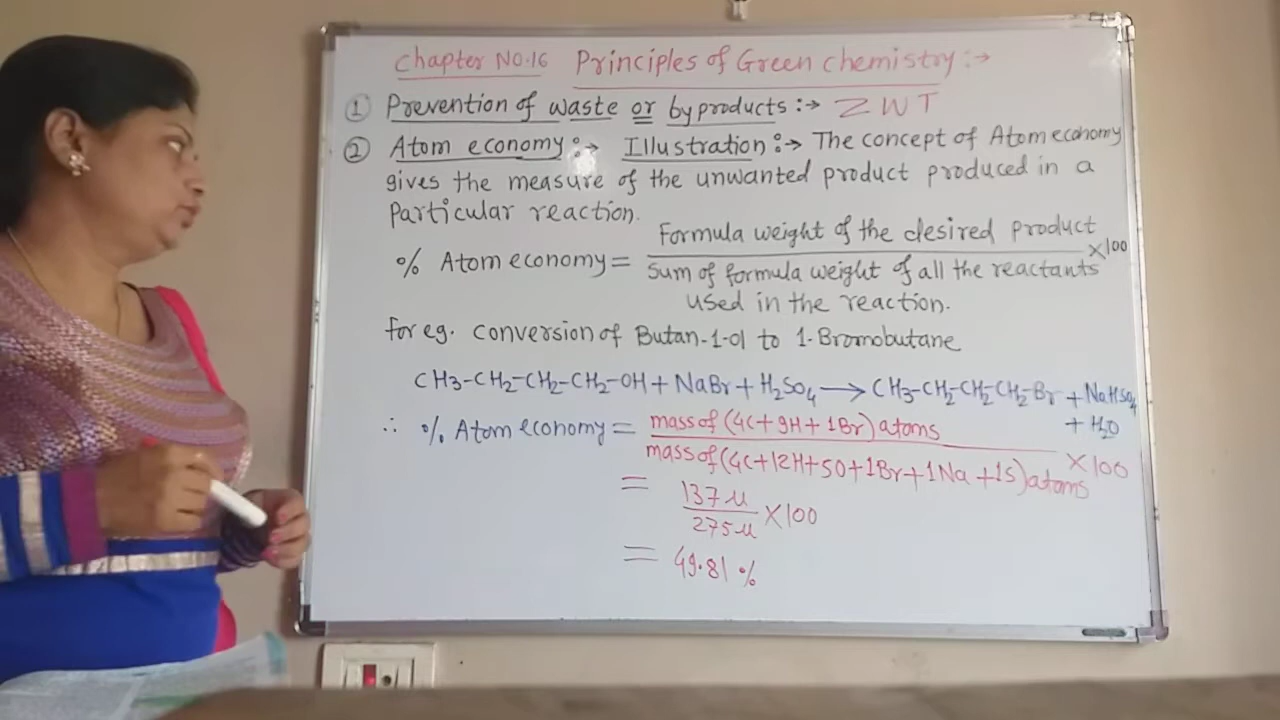 Chapter No.16 Principles of Green chemistry :→
① Prevention of waste or by products :→ ZWT
② Atom economy :→ Illustration :→ The concept of Atom economy
gives the measure of the unwanted product produced in a
Particular reaction.
% Atom economy = Formula weight of the desired product / Sum of formula weight of all the reactants used in the reaction. ×100
for eg. conversion of Butan-1-ol to 1-Bromobutane
CH3-CH2-CH2-CH2-OH + NaBr + H2SO4 → CH3-CH2-CH2-CH2Br + NaHSO4
+ H2O
∴ % Atom economy = mass of (4C+9H+1Br) atoms / mass of (4C+12H+5O+1Br+1Na+1S) atoms ×100
= 137u / 275u ×100
= 49.81 %